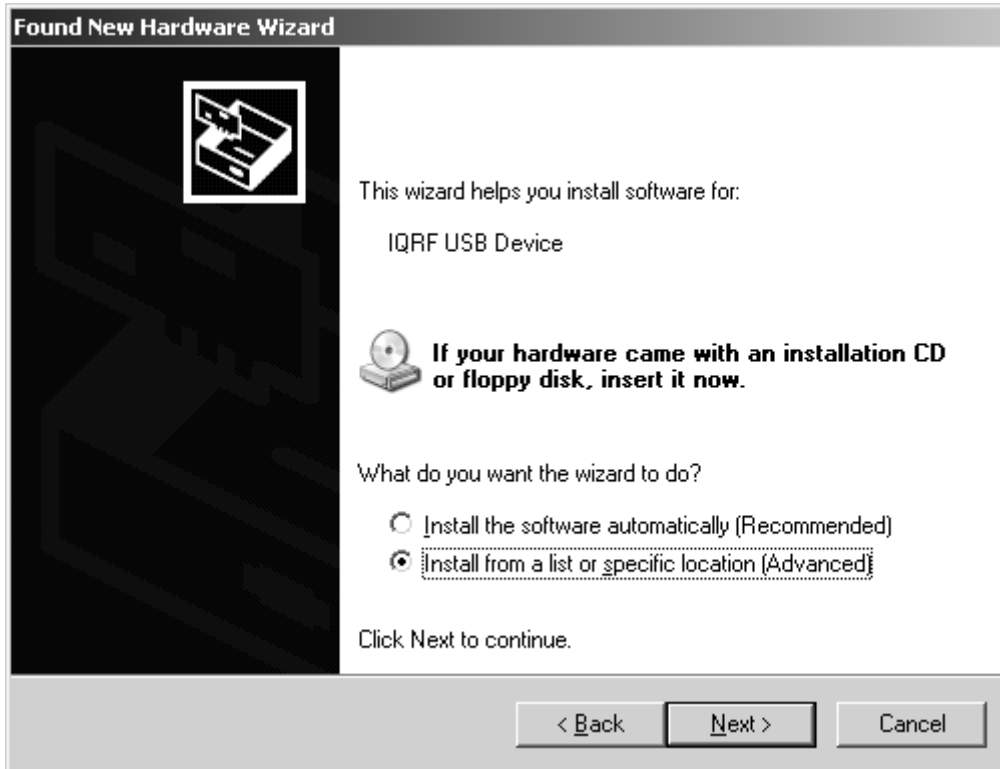 Found New Hardware Wizard
This wizard helps you install software for:
IQRF USB Device
If your hardware came with an installation CD
or floppy disk, insert it now.
What do you want the wizard to do?
Install the software automatically (Recommended)
Install from a list or specific location (Advanced)
Click Next to continue.
< Back Next > Cancel